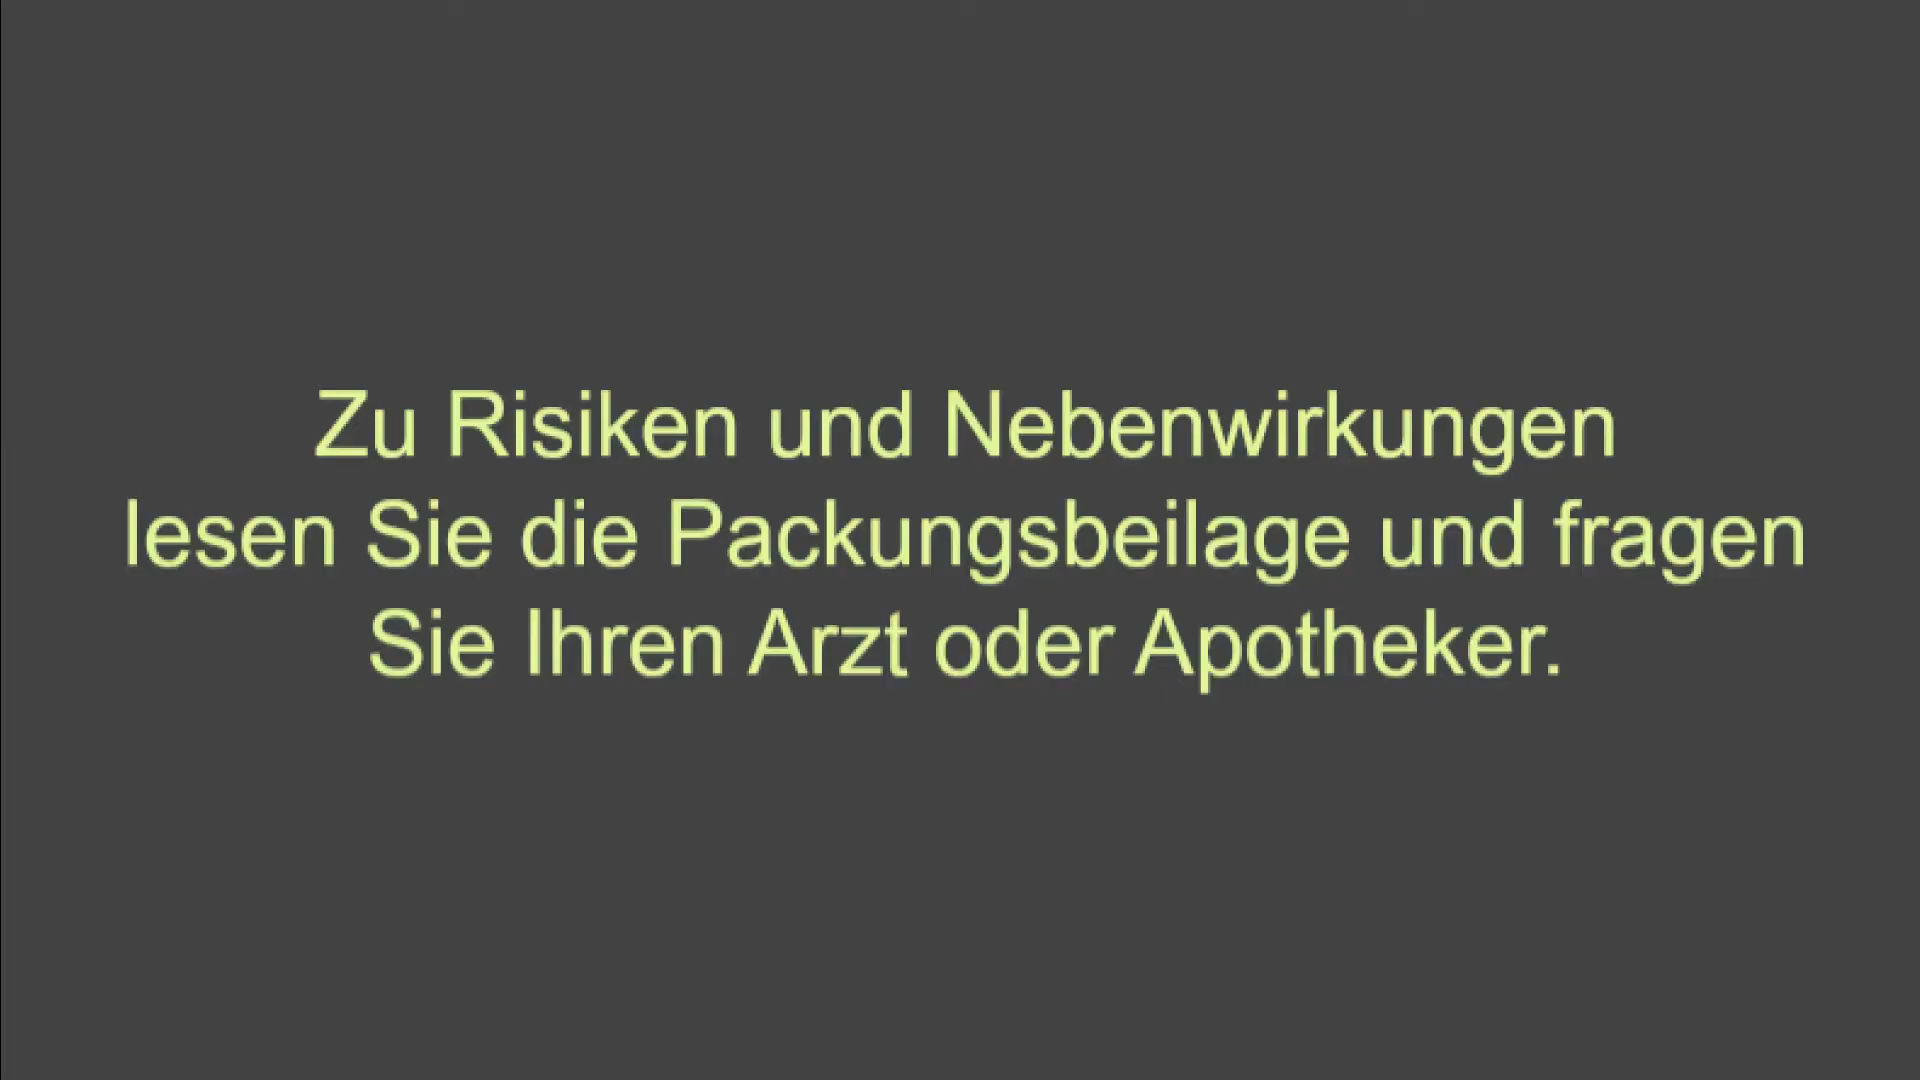 Zu Risiken und Nebenwirkungen
lesen Sie die Packungsbeilage und fragen
Sie Ihren Arzt oder Apotheker.